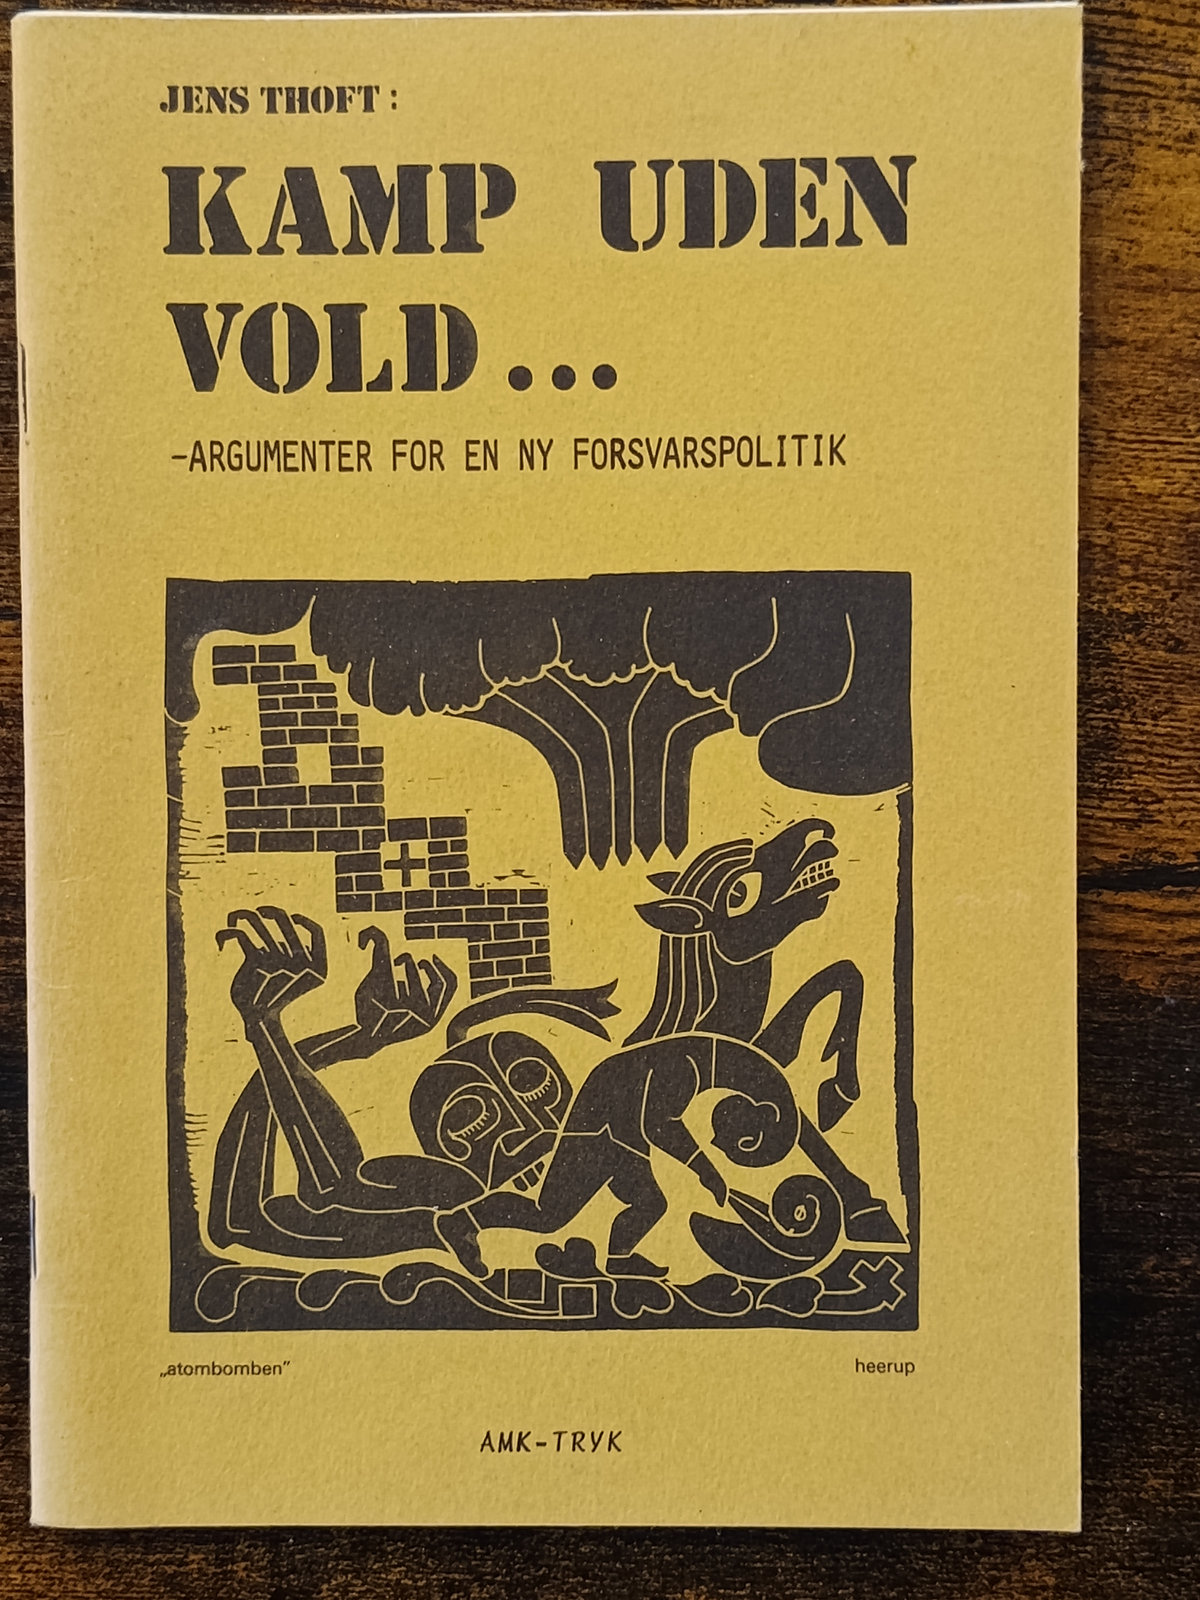 JENS THOFT:
KAMP UDEN
VOLD...
-ARGUMENTER FOR EN NY FORSVARSPOLITIK
„atombomben”
heerup
AMK-TRYK